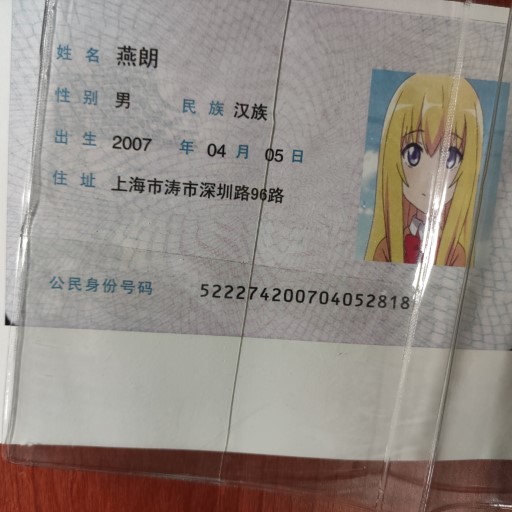 姓名 燕朗
性别 男 民族 汉族
出生 2007 年 04 月 05 日
住址 上海市涛市深圳路96路
公民身份号码 522274200704052818